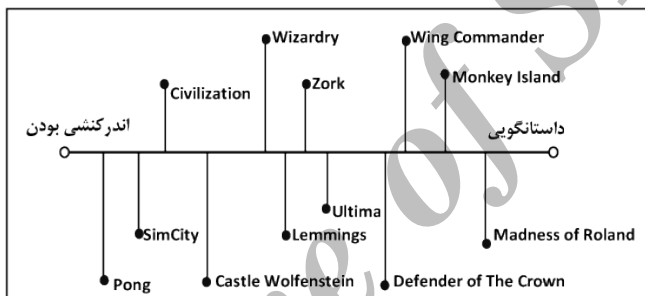 Wizardry
Wing Commander
Monkey Island
Civilization
Zork
اندرکنشی بودن
داستانگویی
Ultima
SimCity
Lemmings
Madness of Roland
Pong
Castle Wolfenstein
Defender of The Crown